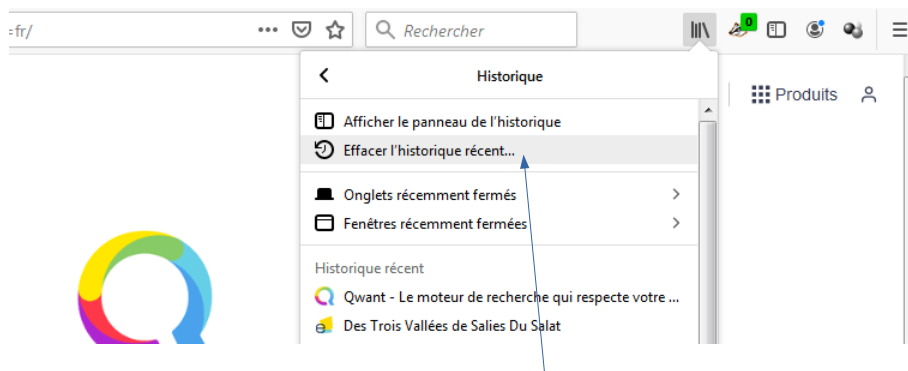 =fr/
Rechercher
0
Historique
Produits
Afficher le panneau de l'historique
Effacer l'historique récent...
Onglets récemment fermés
Fenêtres récemment fermées
Historique récent
Qwant - Le moteur de recherche qui respecte votre ...
Des Trois Vallées de Salies Du Salat